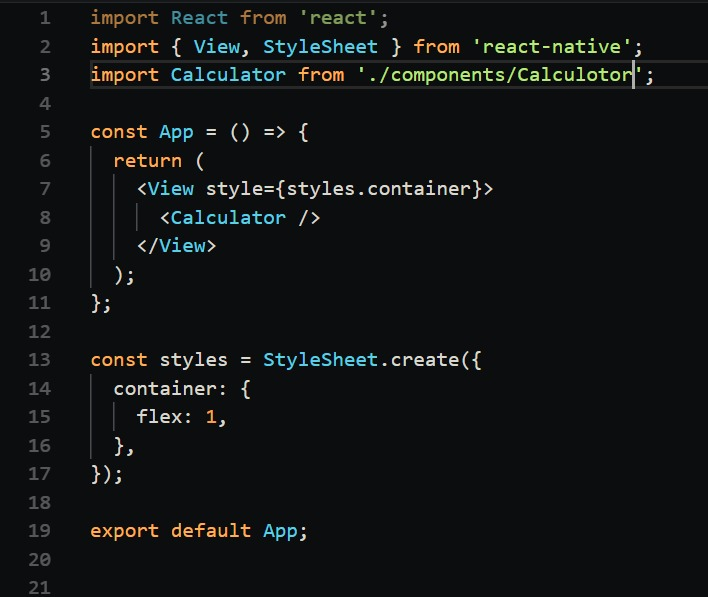 1 import React from 'react';
2 import { View, StyleSheet } from 'react-native';
3 import Calculator from './components/Calculotor';
4
5 const App = () => {
6   return (
7     <View style={styles.container}>
8       <Calculator />
9     </View>
10   );
11 };
12
13 const styles = StyleSheet.create({
14   container: {
15     flex: 1,
16   },
17 });
18
19 export default App;
20
21